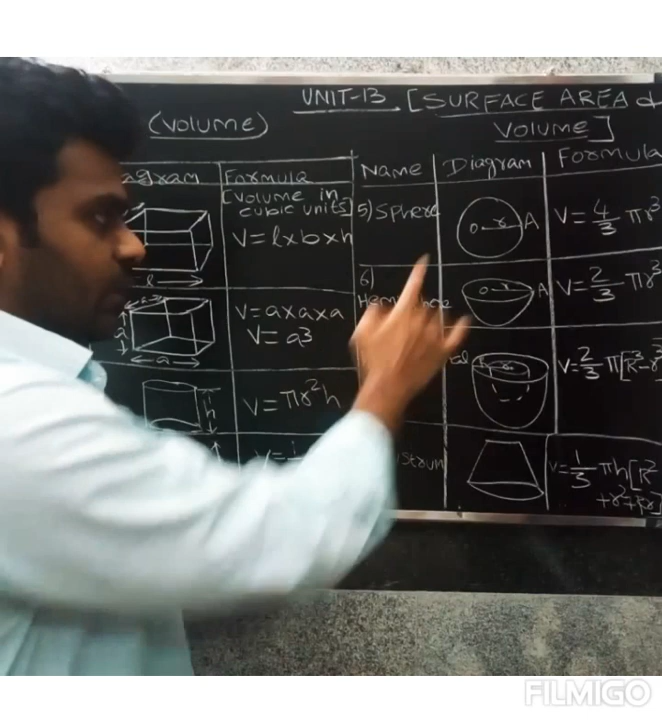 UNIT-13 [SURFACE AREA &
VOLUME]
(Volume)
agram Formula
[Volume in
cubic units]
V = l x b x h
l
V = a x a x a
V = a3
a
a
V = πr²h
h
Name Diagram Formula
5) Sphere
O r A
V = 4/3 πr³
6)
O r A
V = 2/3 πr³
V = 2/3 π[R³-r³
V = 1/3 πh[R²
+r²+Rr]
FILMIGO